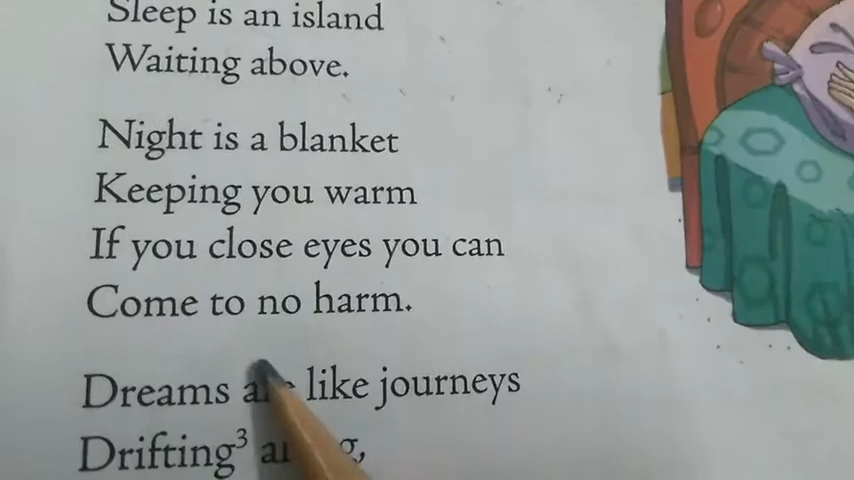 Sleep is an island
Waiting above.
Night is a blanket
Keeping you warm
If you close eyes you can
Come to no harm.
Dreams like journeys
Drifting³